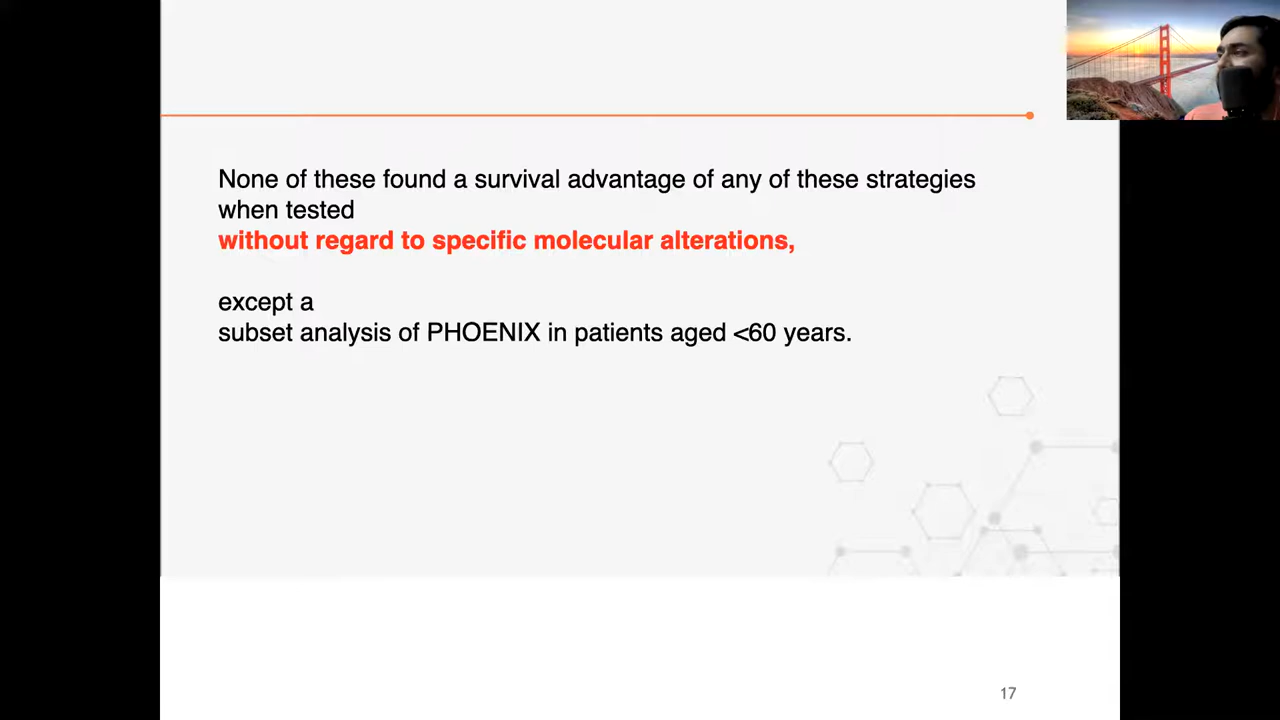 None of these found a survival advantage of any of these strategies
when tested
without regard to specific molecular alterations,
except a
subset analysis of PHOENIX in patients aged <60 years.
17